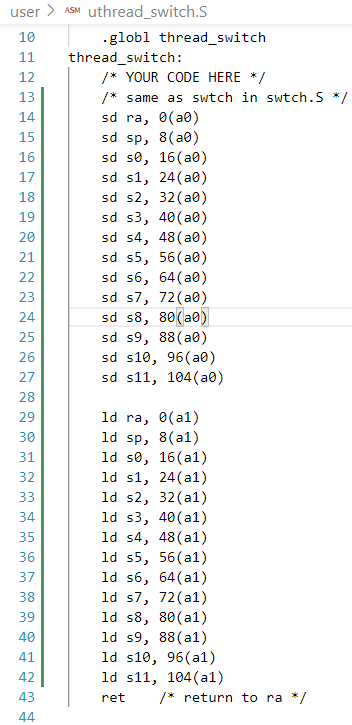 user > ASM uthread_switch.S
10 .globl thread_switch
11 thread_switch:
12 /* YOUR CODE HERE */
13 /* same as swtch in swtch.S */
14 sd ra, 0(a0)
15 sd sp, 8(a0)
16 sd s0, 16(a0)
17 sd s1, 24(a0)
18 sd s2, 32(a0)
19 sd s3, 40(a0)
20 sd s4, 48(a0)
21 sd s5, 56(a0)
22 sd s6, 64(a0)
23 sd s7, 72(a0)
24 sd s8, 80(a0)
25 sd s9, 88(a0)
26 sd s10, 96(a0)
27 sd s11, 104(a0)
28
29 ld ra, 0(a1)
30 ld sp, 8(a1)
31 ld s0, 16(a1)
32 ld s1, 24(a1)
33 ld s2, 32(a1)
34 ld s3, 40(a1)
35 ld s4, 48(a1)
36 ld s5, 56(a1)
37 ld s6, 64(a1)
38 ld s7, 72(a1)
39 ld s8, 80(a1)
40 ld s9, 88(a1)
41 ld s10, 96(a1)
42 ld s11, 104(a1)
43 ret /* return to ra */
44